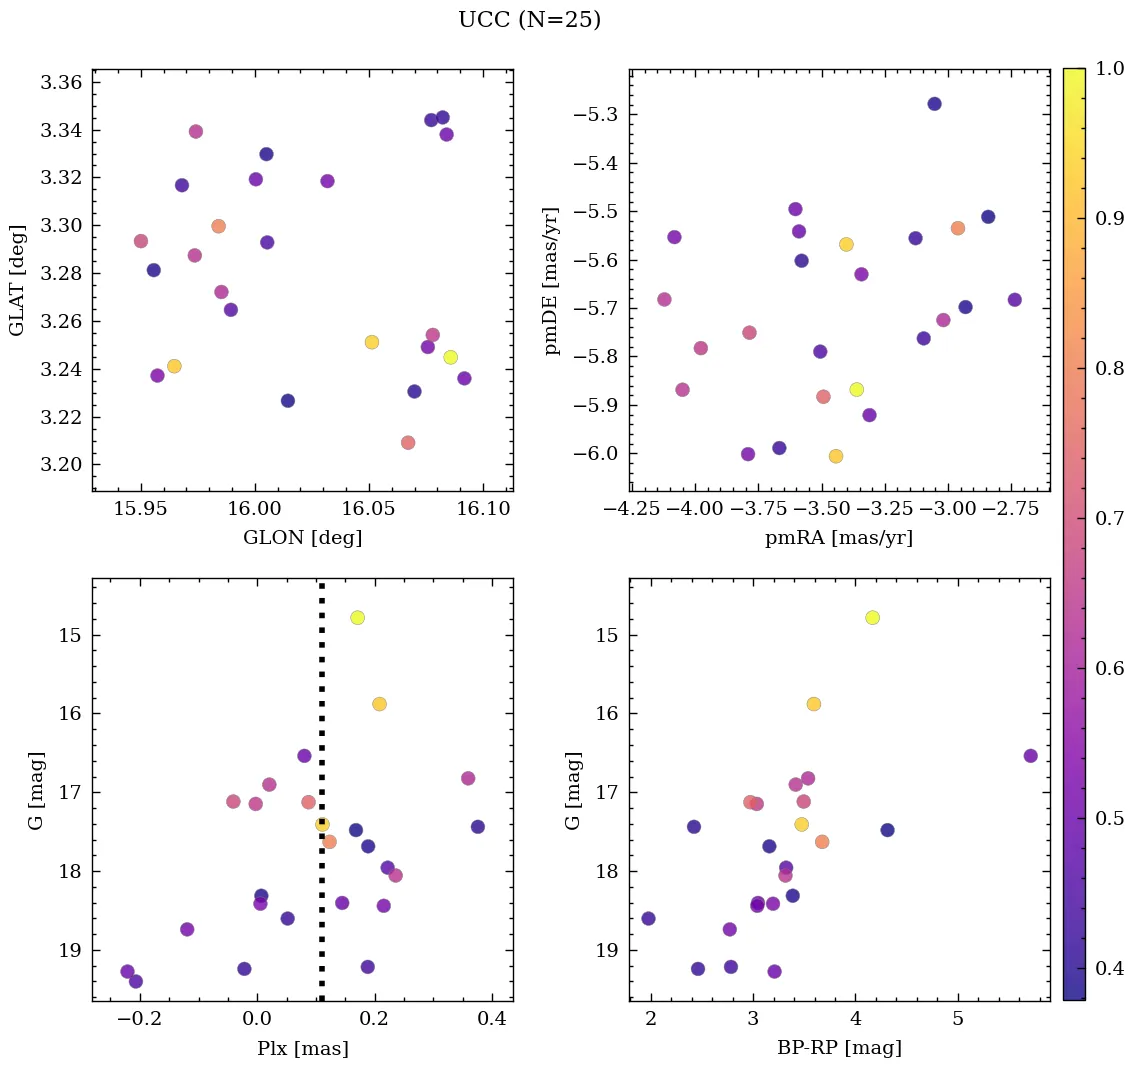 UCC (N=25)
3.36
3.34
3.32
3.30
3.28
3.26
3.24
3.22
3.20
GLAT [deg]
15.95 16.00 16.05 16.10
GLON [deg]
−5.3
−5.4
−5.5
−5.6
−5.7
−5.8
−5.9
−6.0
pmDE [mas/yr]
−4.25 −4.00 −3.75 −3.50 −3.25 −3.00 −2.75
pmRA [mas/yr]
1.0
0.9
0.8
0.7
0.6
0.5
0.4
15
16
17
18
19
G [mag]
−0.2 0.0 0.2 0.4
Plx [mas]
15
16
17
18
19
G [mag]
2 3 4 5
BP-RP [mag]